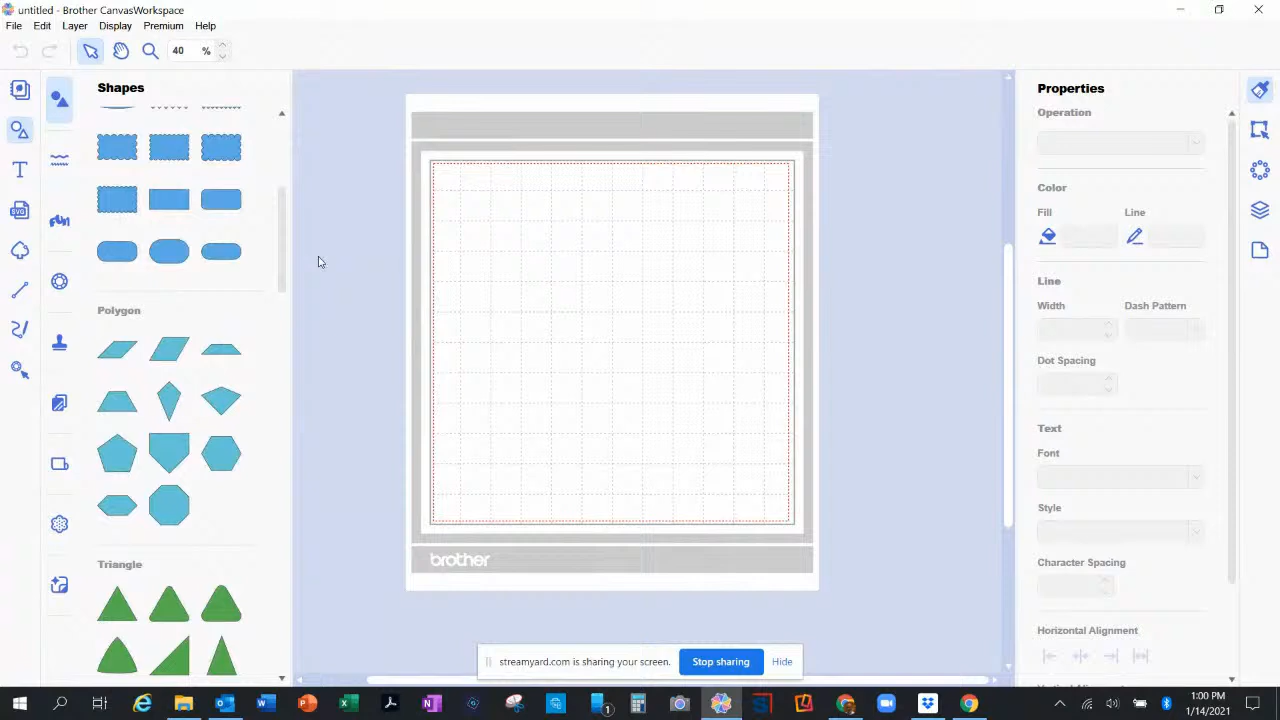 untitled - Brother CanvasWorkspace
File Edit Layer Display Premium Help
40 %
Shapes
Polygon
Triangle
brother
streamyard.com is sharing your screen. Stop sharing Hide
Properties
Operation
Color
Fill Line
Line
Width Dash Pattern
Dot Spacing
Text
Font
Style
Character Spacing
Horizontal Alignment
1:00 PM
1/14/2021